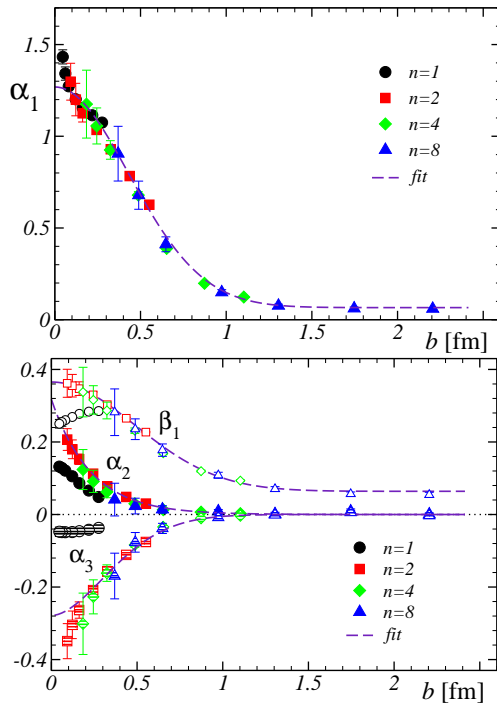 1.5
α1
1
0.5
0
n=1
n=2
n=4
n=8
fit
0 0.5 1 1.5 2
b [fm]
0.4
0.2
0
-0.2
-0.4
β1
α2
α3
n=1
n=2
n=4
n=8
fit
0 0.5 1 1.5 2
b [fm]